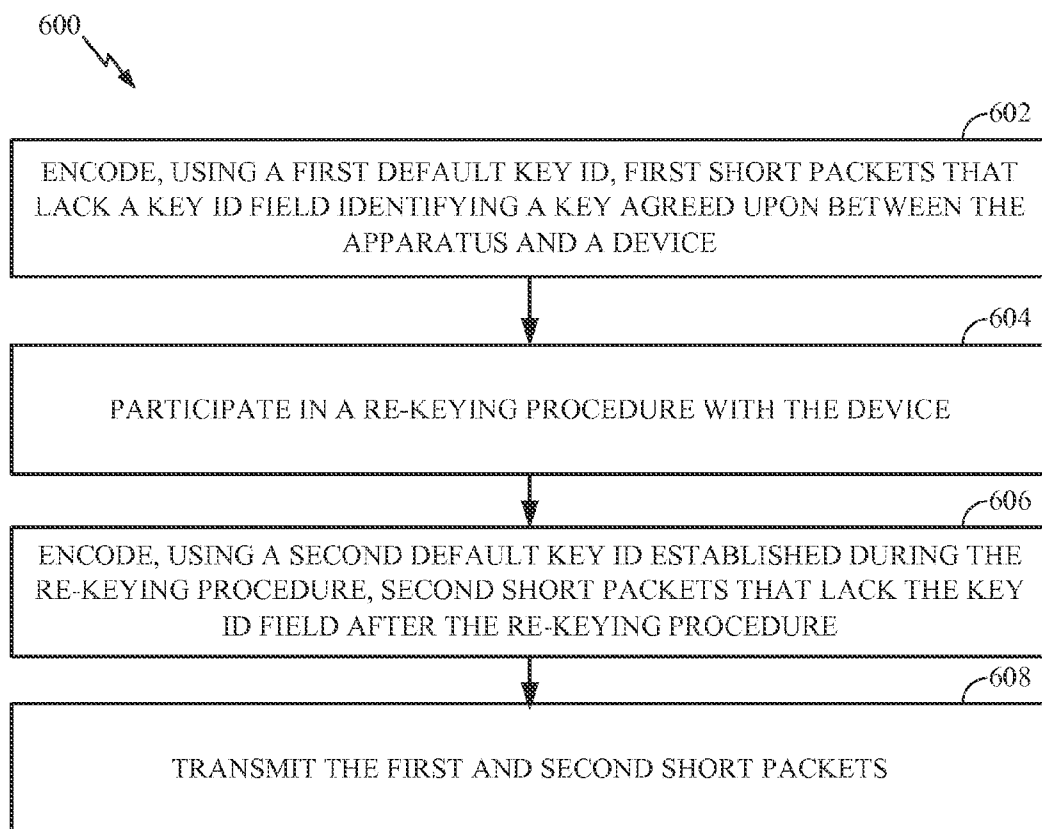 600
602
ENCODE, USING A FIRST DEFAULT KEY ID, FIRST SHORT PACKETS THAT
LACK A KEY ID FIELD IDENTIFYING A KEY AGREED UPON BETWEEN THE
APPARATUS AND A DEVICE
604
PARTICIPATE IN A RE-KEYING PROCEDURE WITH THE DEVICE
606
ENCODE, USING A SECOND DEFAULT KEY ID ESTABLISHED DURING THE
RE-KEYING PROCEDURE, SECOND SHORT PACKETS THAT LACK THE KEY
ID FIELD AFTER THE RE-KEYING PROCEDURE
608
TRANSMIT THE FIRST AND SECOND SHORT PACKETS